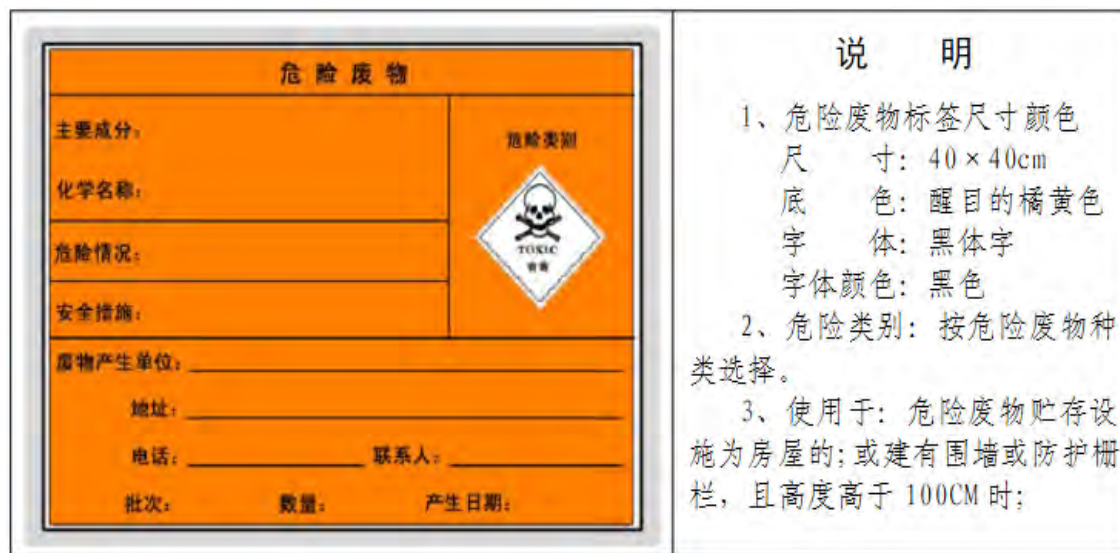 危险废物
主要成分：
化学名称：
危险情况：
安全措施：
危险类别
TOXIC
有毒
废物产生单位：
地址：
电话： 联系人：
批次： 数量： 产生日期：
说 明
1、危险废物标签尺寸颜色
尺 寸：40×40cm
底 色：醒目的橘黄色
字 体：黑体字
字体颜色：黑色
2、危险类别：按危险废物种
类选择。
3、使用于：危险废物贮存设
施为房屋的;或建有围墙或防护栅
栏，且高度高于 100CM 时;